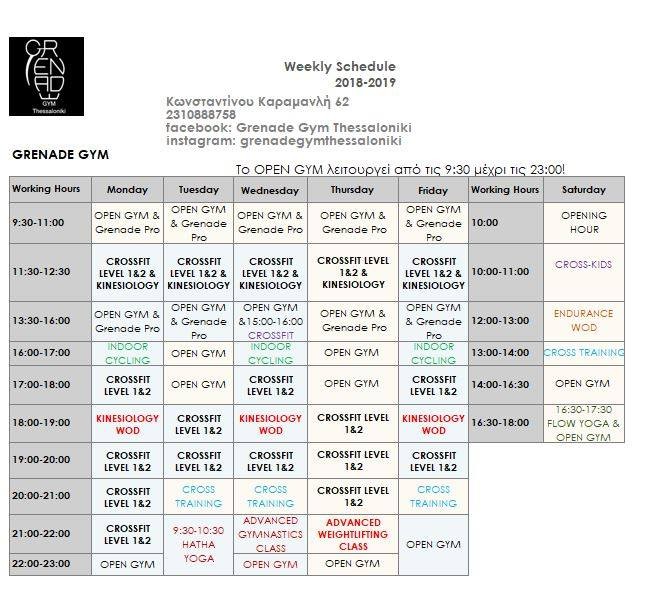 GRENADE
GYM
Thessaloniki
Weekly Schedule
2018-2019
Κωνσταντίνου Καραμανλή 62
2310888758
facebook: Grenade Gym Thessaloniki
instagram: grenadegymthessaloniki
GRENADE GYM
Το OPEN GYM λειτουργεί από τις 9:30 μέχρι τις 23:00!
Working Hours Monday Tuesday Wednesday Thursday Friday Working Hours Saturday
9:30-11:00
OPEN GYM &
Grenade Pro
OPEN GYM
& Grenade
Pro
OPEN GYM &
Grenade Pro
OPEN GYM &
Grenade Pro
OPEN GYM
& Grenade
Pro
10:00
OPENING
HOUR
11:30-12:30
CROSSFIT
LEVEL 1&2 &
KINESIOLOGY
CROSSFIT
LEVEL 1&2 &
KINESIOLOGY
CROSSFIT
LEVEL 1&2 &
KINESIOLOGY
CROSSFIT LEVEL
1&2 &
KINESIOLOGY
CROSSFIT
LEVEL 1&2 &
KINESIOLOGY
10:00-11:00
CROSS-KIDS
13:30-16:00
OPEN GYM &
Grenade Pro
OPEN GYM
& Grenade
Pro
OPEN GYM
&15:00-16:00
CROSSFIT
OPEN GYM &
Grenade Pro
OPEN GYM
& Grenade
Pro
12:00-13:00
ENDURANCE
WOD
16:00-17:00
INDOOR
CYCLING
OPEN GYM
INDOOR
CYCLING
OPEN GYM
INDOOR
CYCLING
13:00-14:00
CROSS TRAINING
17:00-18:00
CROSSFIT
LEVEL 1&2
OPEN GYM
CROSSFIT
LEVEL 1&2
OPEN GYM
CROSSFIT
LEVEL 1&2
14:00-16:30
OPEN GYM
18:00-19:00
KINESIOLOGY
WOD
CROSSFIT
LEVEL 1&2
KINESIOLOGY
WOD
CROSSFIT LEVEL
1&2
KINESIOLOGY
WOD
16:30-18:00
16:30-17:30
FLOW YOGA &
OPEN GYM
19:00-20:00
CROSSFIT
LEVEL 1&2
CROSSFIT
LEVEL 1&2
CROSSFIT
LEVEL 1&2
CROSSFIT LEVEL
1&2
CROSSFIT
LEVEL 1&2
20:00-21:00
CROSSFIT
LEVEL 1&2
CROSS
TRAINING
CROSS
TRAINING
CROSSFIT LEVEL
1&2
CROSS
TRAINING
21:00-22:00
CROSSFIT
LEVEL 1&2
9:30-10:30
HATHA
YOGA
ADVANCED
GYMNASTICS
CLASS
ADVANCED
WEIGHTLIFTING
CLASS
OPEN GYM
22:00-23:00
OPEN GYM
OPEN GYM
OPEN GYM